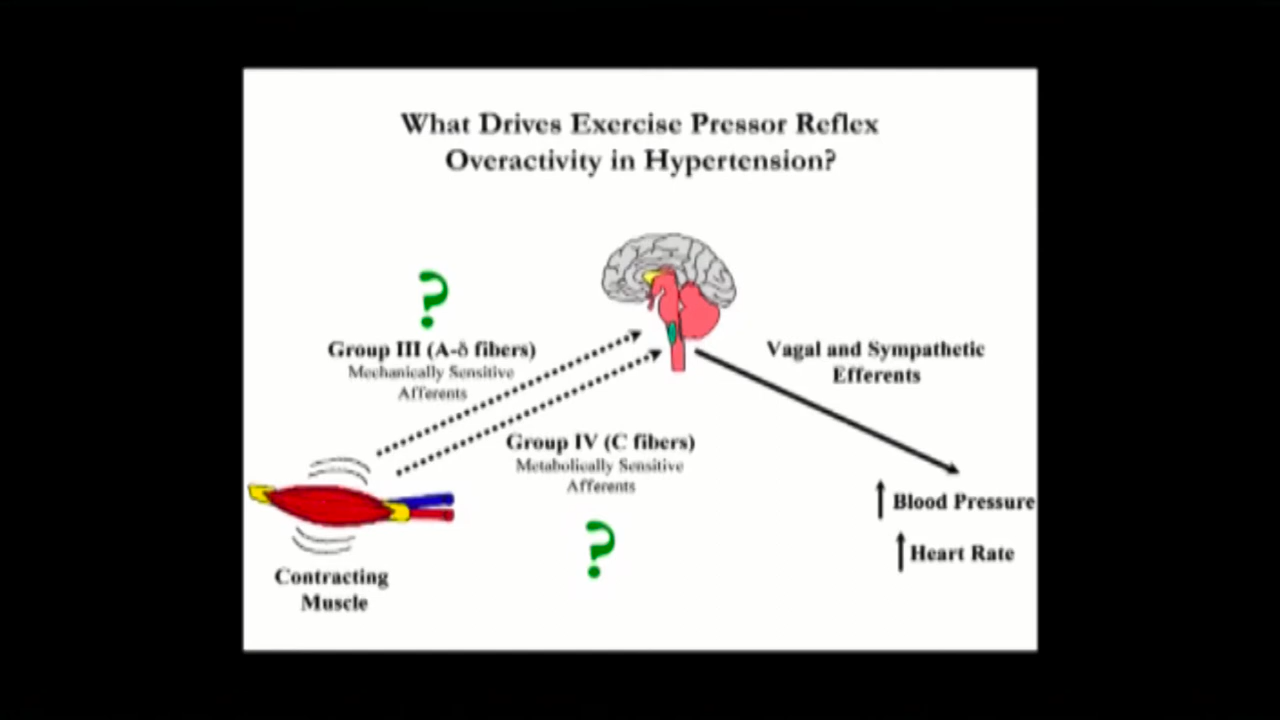 What Drives Exercise Pressor Reflex
Overactivity in Hypertension?
?
Group III (A-δ fibers)
Mechanically Sensitive
Afferents
Vagal and Sympathetic
Efferents
Group IV (C fibers)
Metabolically Sensitive
Afferents
?
Blood Pressure
Heart Rate
Contracting
Muscle